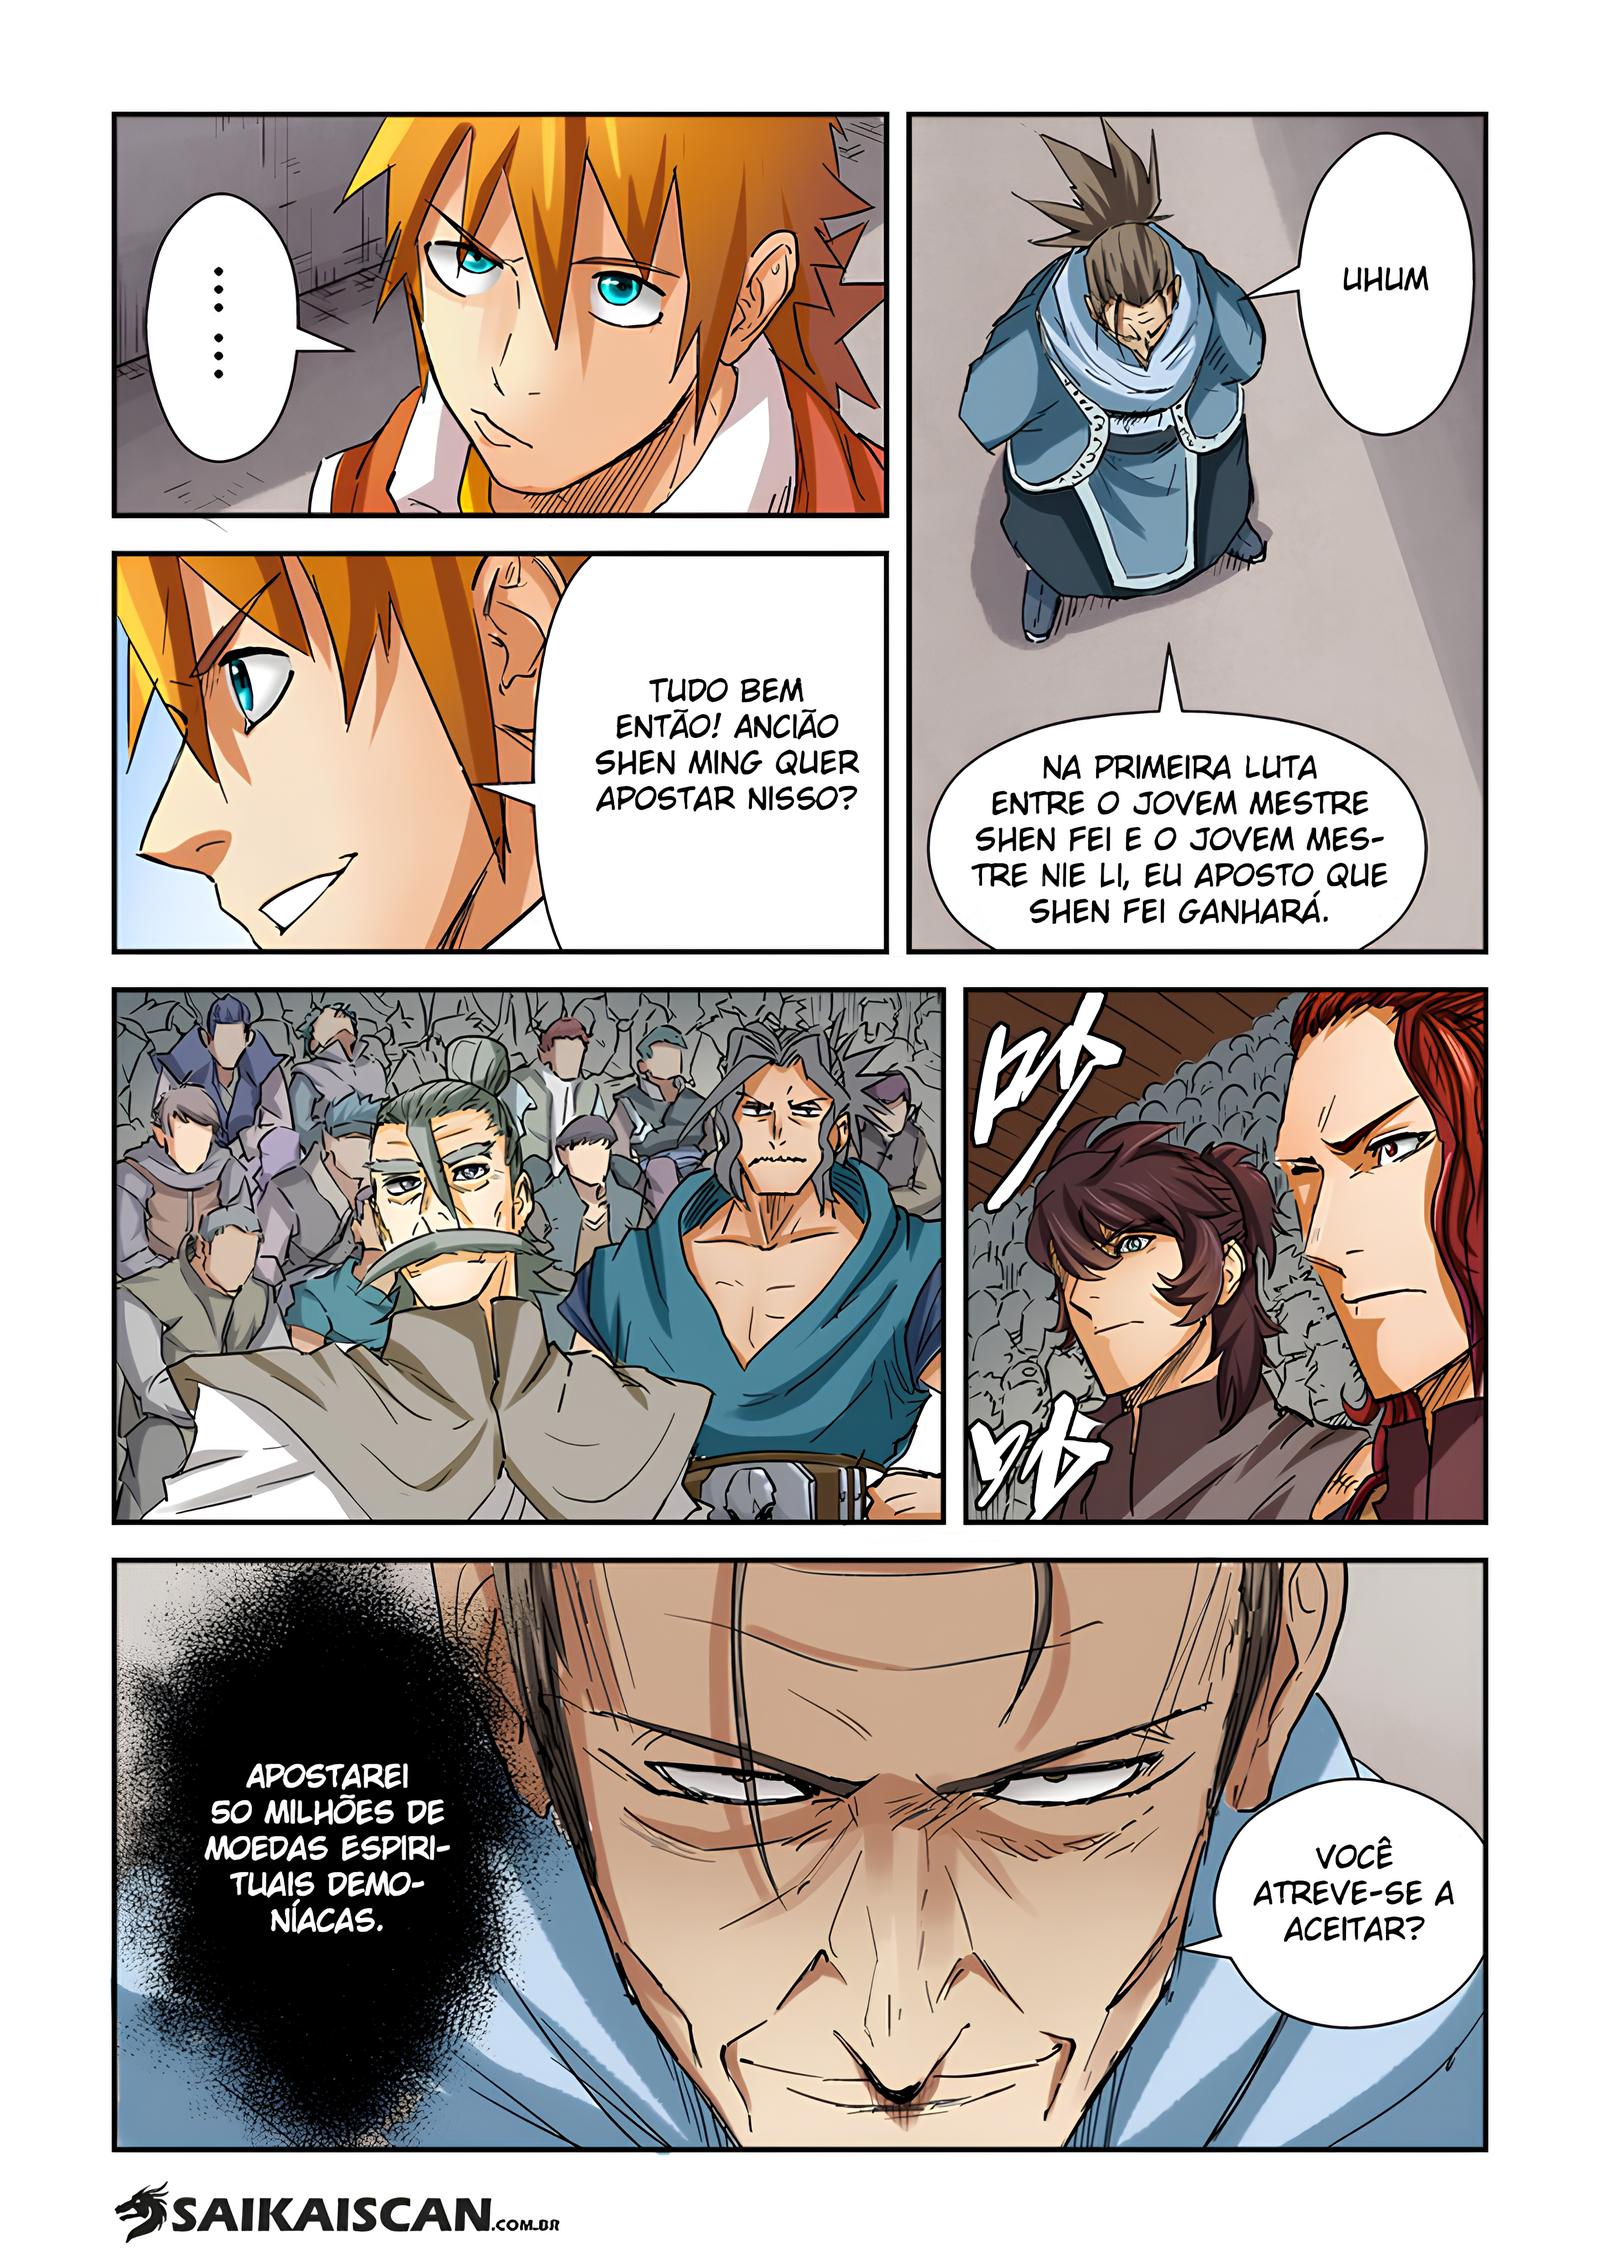 ......
TUDO BEM
ENTÃO! ANCIÃO
SHEN MING QUER
APOSTAR NISSO?
UHUM
NA PRIMEIRA LUTA
ENTRE O JOVEM MESTRE
SHEN FEI E O JOVEM MES-
TRE NIE LI, EU APOSTO QUE
SHEN FEI GANHARÁ.
吵
吵
APOSTAREI
50 MILHÕES DE
MOEDAS ESPIRI-
TUAIS DEMO-
NÍACAS.
VOCÊ
ATREVE-SE A
ACEITAR?
SAIKAISCAN.COM.BR